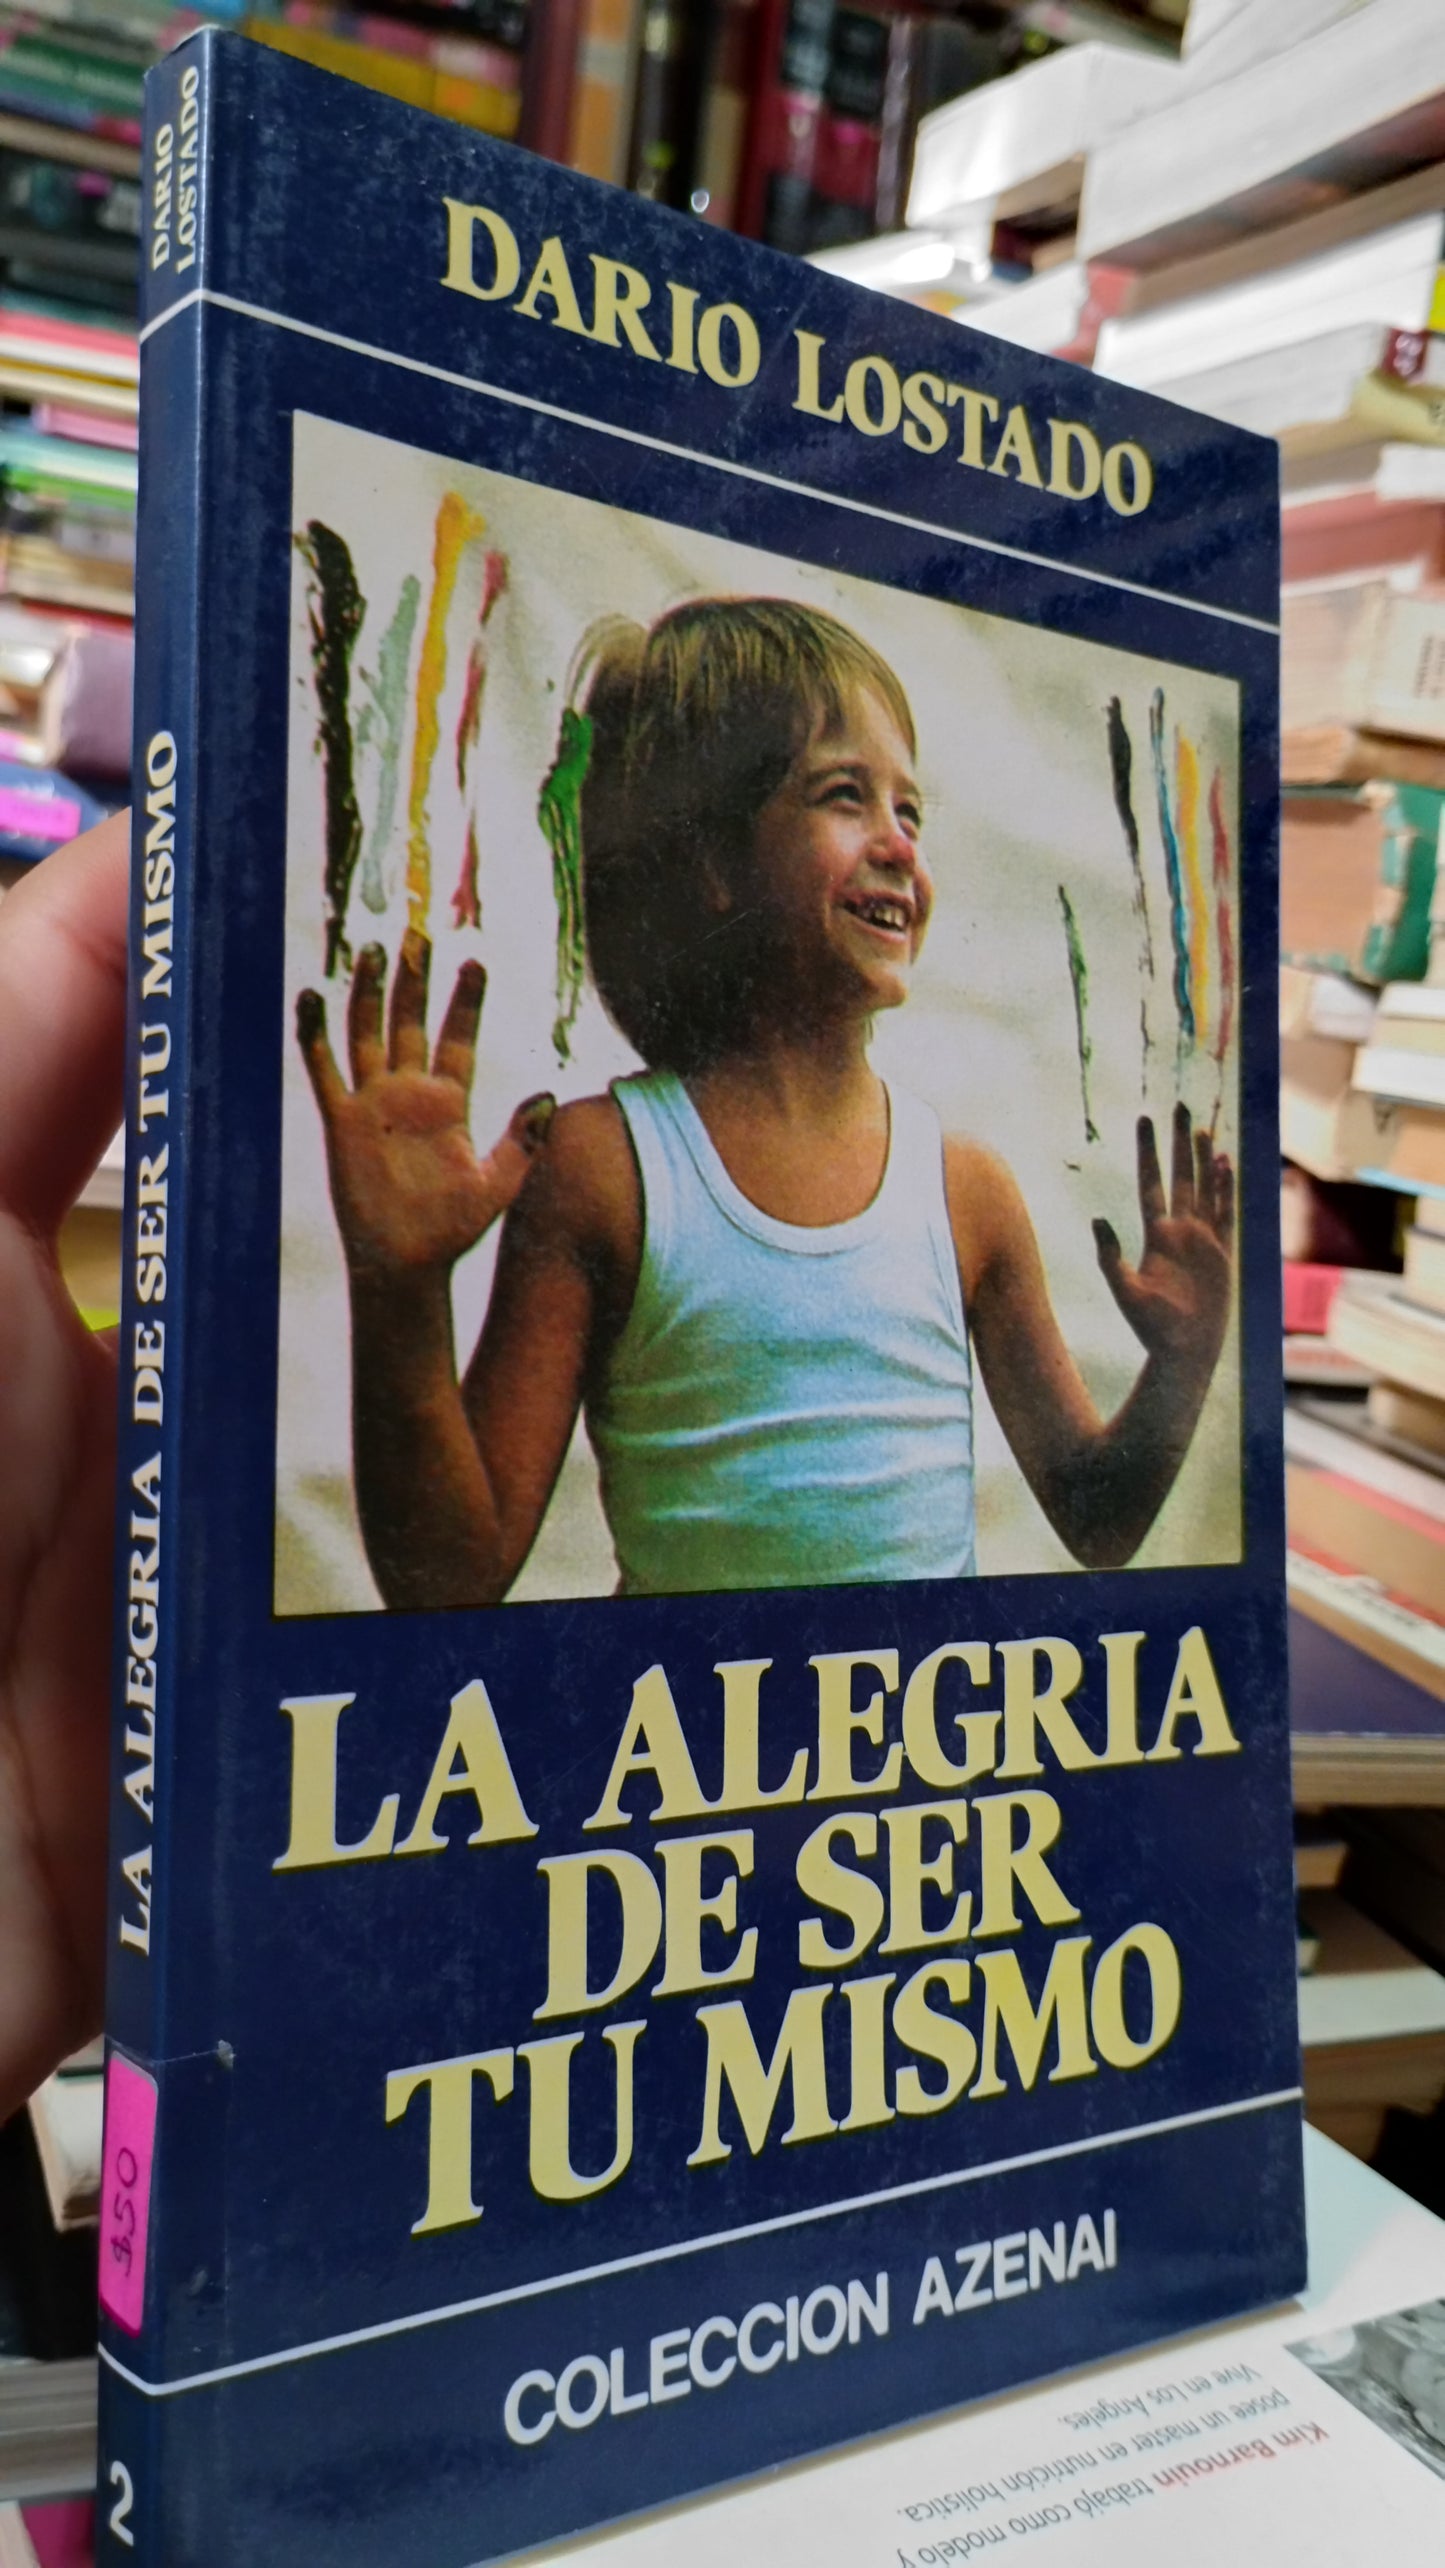 DARIO LOSTADO
LA ALEGRIA
DE SER
TU MISMO
COLECCION AZENAI
DARIO
LOSTADO
LA ALEGRIA DE SER TU MISMO
$50
2
Kim Barnouin trabajó como modelo y
posee un master en nutrición holística.
Vive en Los Ángeles.